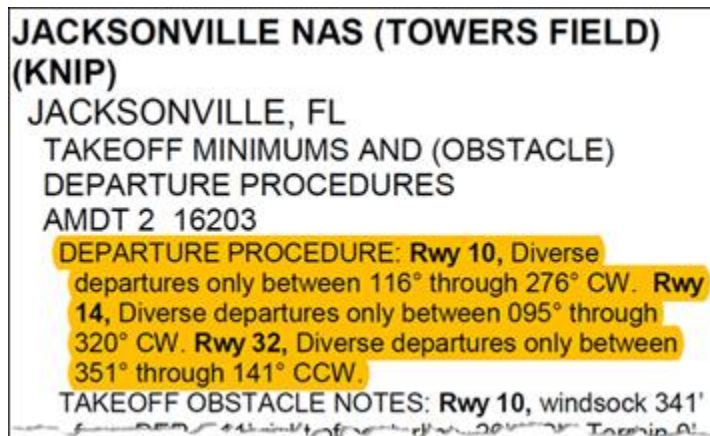 JACKSONVILLE NAS (TOWERS FIELD)
(KNIP)
JACKSONVILLE, FL
TAKEOFF MINIMUMS AND (OBSTACLE)
DEPARTURE PROCEDURES
AMDT 2 16203
DEPARTURE PROCEDURE: Rwy 10, Diverse
departures only between 116° through 276° CW. Rwy
14, Diverse departures only between 095° through
320° CW. Rwy 32, Diverse departures only between
351° through 141° CCW.
TAKEOFF OBSTACLE NOTES: Rwy 10, windsock 341'